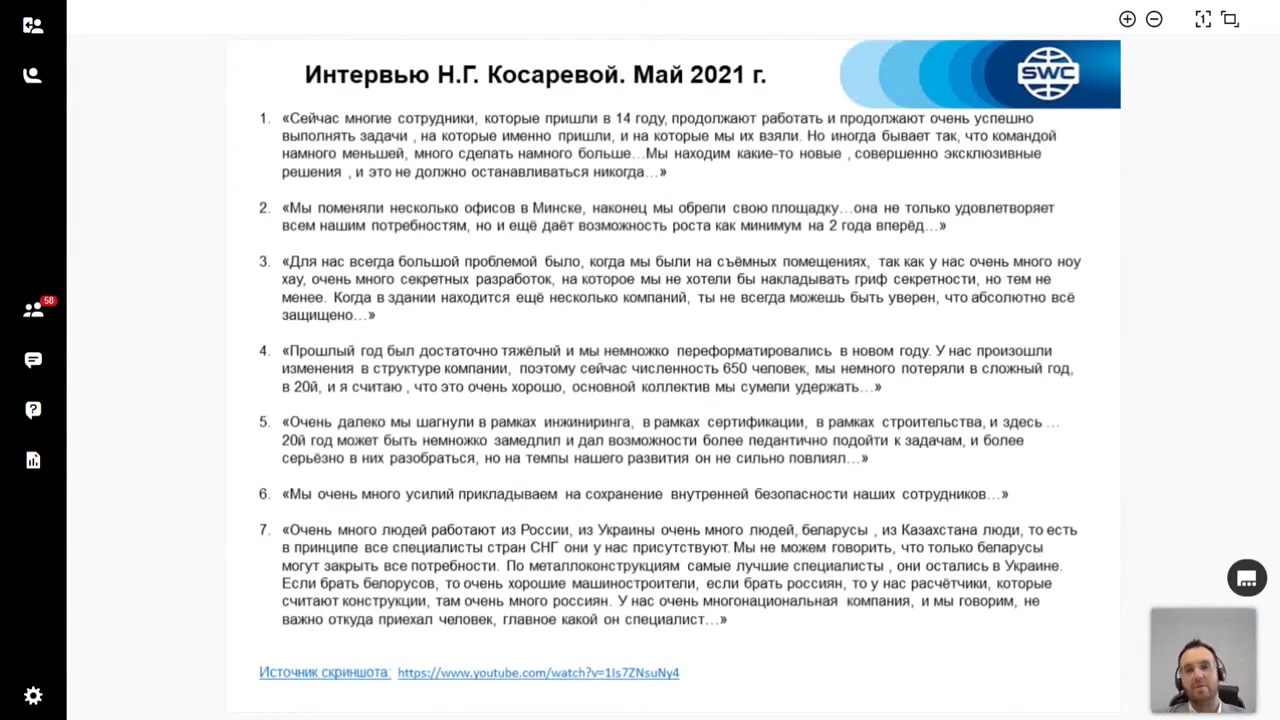 Интервью Н.Г. Косаревой. Май 2021 г.
SWC
1. «Сейчас многие сотрудники, которые пришли в 14 году, продолжают работать и продолжают очень успешно
выполнять задачи , на которые именно пришли, и на которые мы их взяли. Но иногда бывает так, что командой
намного меньшей, много сделать намного больше…Мы находим какие-то новые , совершенно эксклюзивные
решения , и это не должно останавливаться никогда…»
2. «Мы поменяли несколько офисов в Минске, наконец мы обрели свою площадку…она не только удовлетворяет
всем нашим потребностям, но и ещё даёт возможность роста как минимум на 2 года вперёд…»
3. «Для нас всегда большой проблемой было, когда мы были на съёмных помещениях, так как у нас очень много ноу
хау, очень много секретных разработок, на которое мы не хотели бы накладывать гриф секретности, но тем не
менее. Когда в здании находится ещё несколько компаний, ты не всегда можешь быть уверен, что абсолютно всё
защищено…»
4. «Прошлый год был достаточно тяжёлый и мы немножко переформатировались в новом году. У нас произошли
изменения в структуре компании, поэтому сейчас численность 650 человек, мы немного потеряли в сложный год,
в 20й, и я считаю , что это очень хорошо, основной коллектив мы сумели удержать…»
5. «Очень далеко мы шагнули в рамках инжиниринга, в рамках сертификации, в рамках строительства, и здесь …
20й год может быть немножко замедлил и дал возможности более педантично подойти к задачам, и более
серьёзно в них разобраться, но на темпы нашего развития он не сильно повлиял…»
6. «Мы очень много усилий прикладываем на сохранение внутренней безопасности наших сотрудников…»
7. «Очень много людей работают из России, из Украины очень много людей, беларусы , из Казахстана люди, то есть
в принципе все специалисты стран СНГ они у нас присутствуют. Мы не можем говорить, что только беларусы
могут закрыть все потребности. По металлоконструкциям самые лучшие специалисты , они остались в Украине.
Если брать белорусов, то очень хорошие машиностроители, если брать россиян, то у нас расчётчики, которые
считают конструкции, там очень много россиян. У нас очень многонациональная компания, и мы говорим, не
важно откуда приехал человек, главное какой он специалист…»
Источник скриншота: https://www.youtube.com/watch?v=1Is7ZNsuNy4
58
1